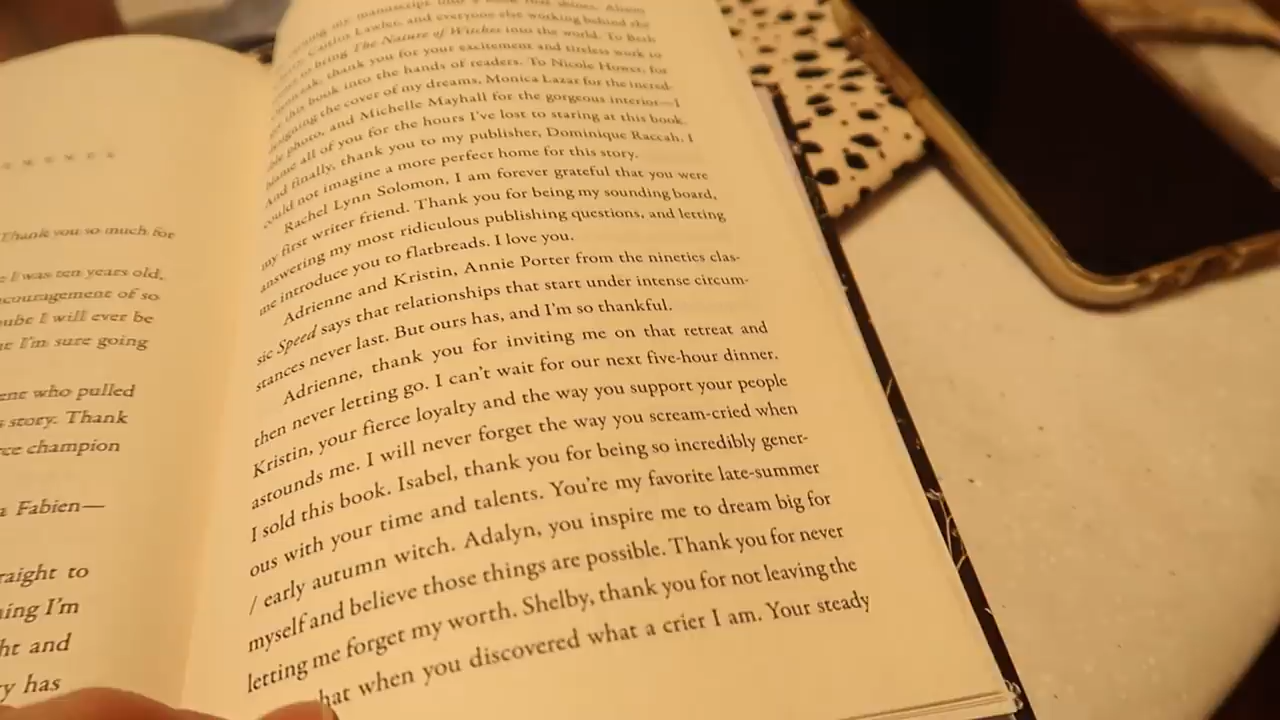 Thank you so much for
I was ten years old,
couragement of so
I will ever be
I'm sure going
who pulled
story. Thank
champion
Fabien—
to
I'm
and
has
my manuscript into a book that shines.
Lawler, and everyone else working behind the
to bring The Nature of Witches into the world. To Beth
thank you for your excitement and tireless work to
this book into the hands of readers. To Nicole Hower, for
designing the cover of my dreams, Monica Lazar for the incred-
photo, and Michelle Mayhall for the gorgeous interior—I
blame all of you for the hours I've lost to staring at this book.
And finally, thank you to my publisher, Dominique Raccah. I
could not imagine a more perfect home for this story.
Rachel Lynn Solomon, I am forever grateful that you were
my first writer friend. Thank you for being my sounding board,
answering my most ridiculous publishing questions, and letting
me introduce you to flatbreads. I love you.
Adrienne and Kristin, Annie Porter from the nineties clas-
sic Speed says that relationships that start under intense circum-
stances never last. But ours has, and I'm so thankful.
Adrienne, thank you for inviting me on that retreat and
then never letting go. I can't wait for our next five-hour dinner.
Kristin, your fierce loyalty and the way you support your people
astounds me. I will never forget the way you scream-cried when
I sold this book. Isabel, thank you for being so incredibly gener-
ous with your time and talents. You're my favorite late-summer
/ early autumn witch. Adalyn, you inspire me to dream big for
myself and believe those things are possible. Thank you for never
letting me forget my worth. Shelby, thank you for not leaving the
hat when you discovered what a crier I am. Your steady